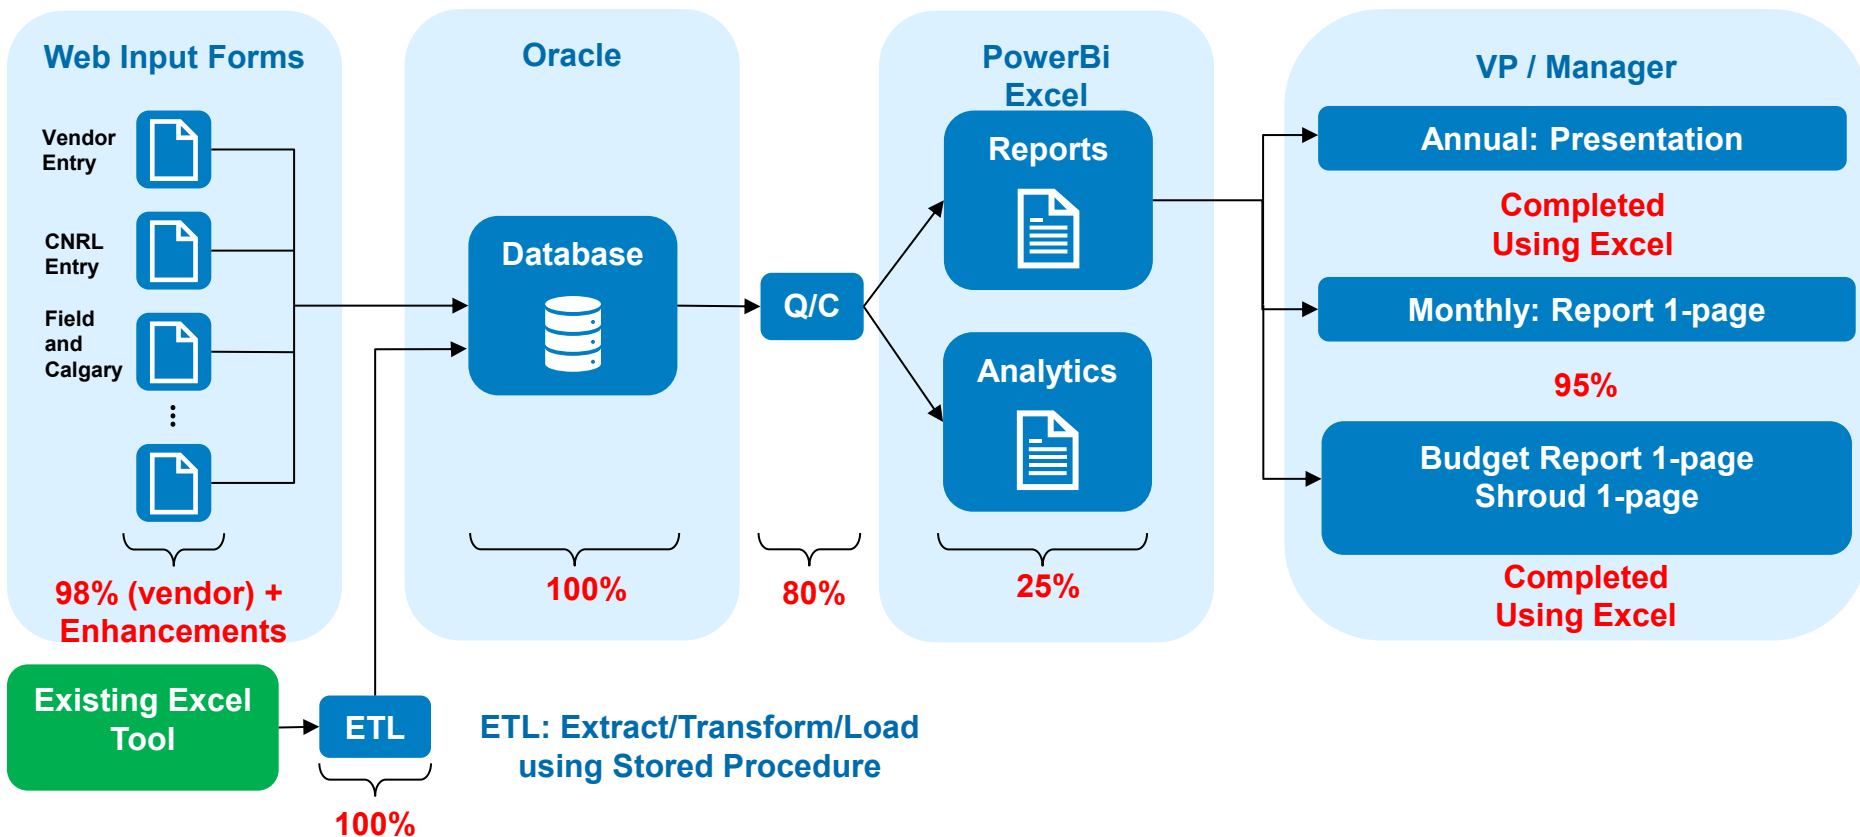 Web Input Forms
Vendor
Entry
CNRL
Entry
Field
and
Calgary
98% (vendor) +
Enhancements
Existing Excel
Tool
ETL
100%
ETL: Extract/Transform/Load
using Stored Procedure
Oracle
Database
100%
Q/C
80%
PowerBi
Excel
Reports
Analytics
25%
VP / Manager
Annual: Presentation
Completed
Using Excel
Monthly: Report 1-page
95%
Budget Report 1-page
Shroud 1-page
Completed
Using Excel